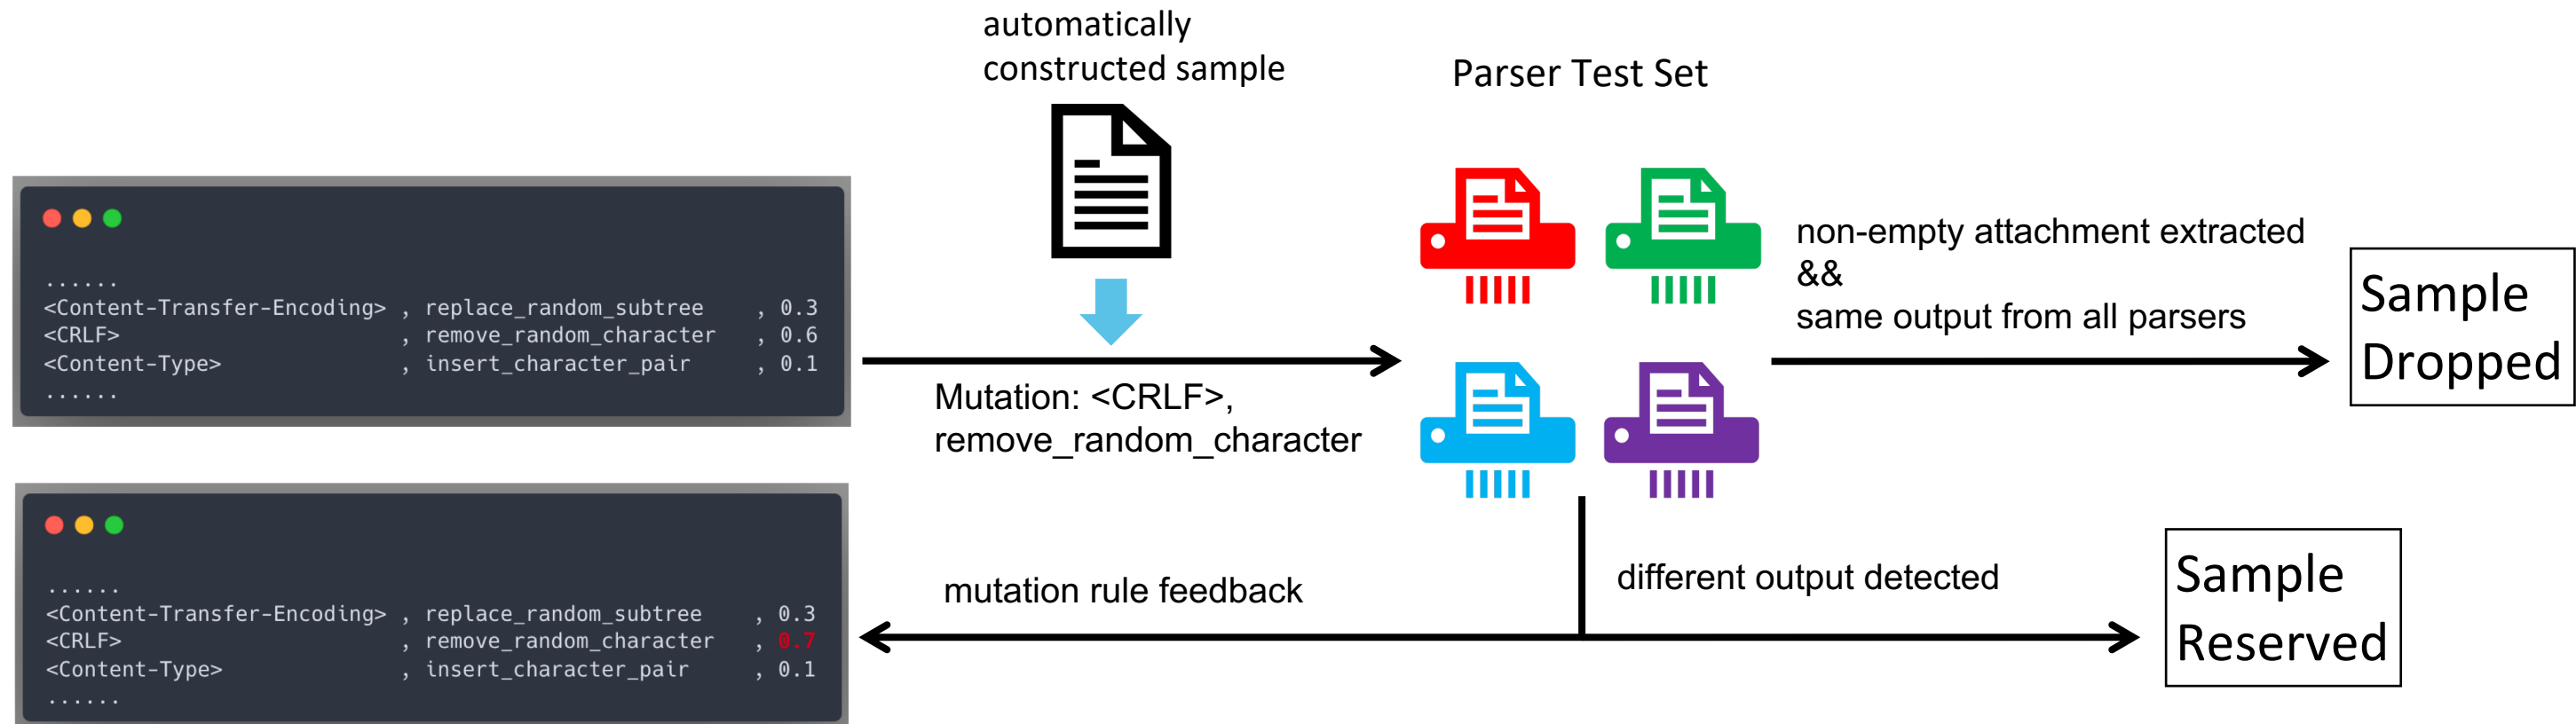 automatically
constructed sample
Parser Test Set
......
<Content-Transfer-Encoding> , replace_random_subtree , 0.3
<CRLF> , remove_random_character , 0.6
<Content-Type> , insert_character_pair , 0.1
......
Mutation: <CRLF>,
remove_random_character
non-empty attachment extracted
&&
same output from all parsers
Sample
Dropped
......
<Content-Transfer-Encoding> , replace_random_subtree , 0.3
<CRLF> , remove_random_character , 0.7
<Content-Type> , insert_character_pair , 0.1
......
mutation rule feedback
different output detected
Sample
Reserved